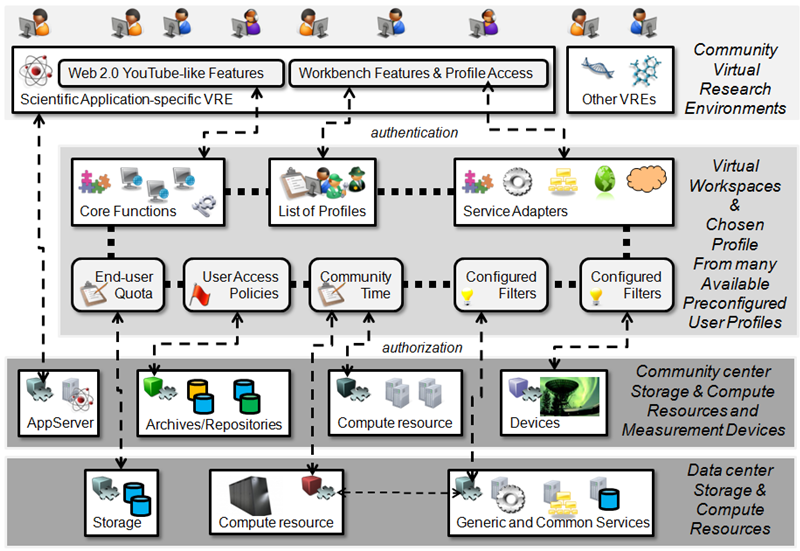 Community
Virtual
Research
Environments
Web 2.0 YouTube-like Features
Workbench Features & Profile Access
Scientific Application-specific VRE
Other VREs
authentication
Virtual
Workspaces
&
Chosen
Profile
From many
Available
Preconfigured
User Profiles
Core Functions
List of Profiles
Service Adapters
End-user
Quota
User Access
Policies
Community
Time
Configured
Filters
Configured
Filters
authorization
Community center
Storage & Compute
Resources and
Measurement Devices
AppServer
Archives/Repositories
Compute resource
Devices
Data center
Storage &
Compute
Resources
Storage
Compute resource
Generic and Common Services